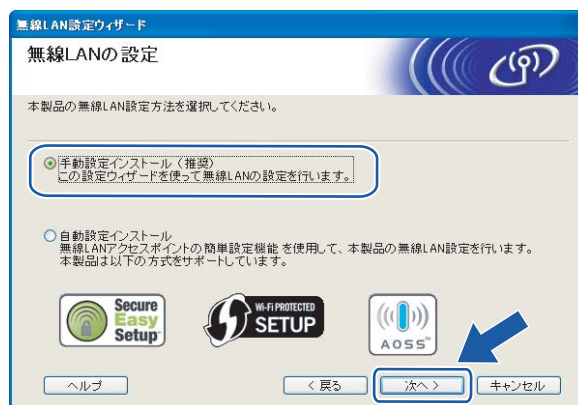 無線LAN設定ウィザード
無線LANの設定
本製品の無線LAN設定方法を選択してください。
手動設定インストール（推奨）
この設定ウィザードを使って無線LANの設定を行います。
自動設定インストール
無線LANアクセスポイントの簡単設定機能を使用して、本製品の無線LAN設定を行います。
本製品は以下の方式をサポートしています。
Secure
Easy
Setup
Wi-Fi PROTECTED
SETUP
AOSS™
ヘルプ
< 戻る
次へ >
キャンセル